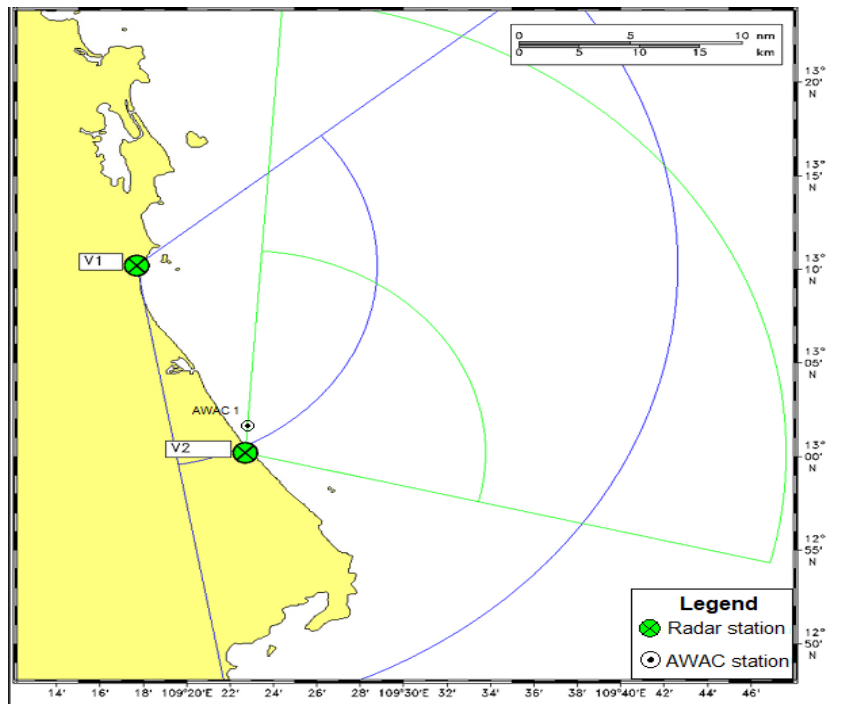 0 5 10 nm
0 5 10 15 km
13°
20'
N
13°
15'
N
V1
13°
10'
N
13°
05'
N
AWAC 1
V2
13°
00'
N
12°
55'
N
Legend
Radar station
AWAC station
12°
50'
N
14' 16' 18' 109°20'E 22' 24' 26' 28' 109°30'E 32' 34' 36' 38' 109°40'E 42' 44' 46'